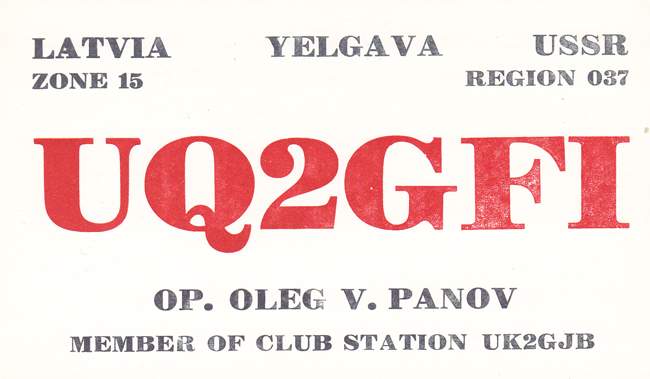 LATVIA YELGAVA USSR
ZONE 15 REGION 037
UQ2GFI
OP. OLEG V. PANOV
MEMBER OF CLUB STATION UK2GJB